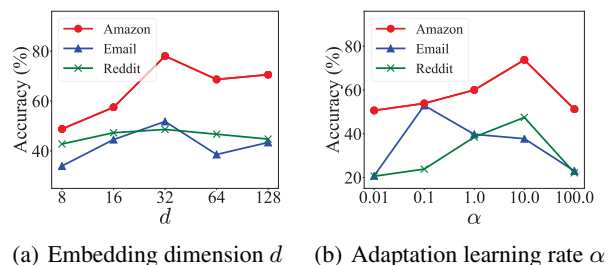 Accuracy (%)
80
60
40
Amazon
Email
Reddit
8 16 32 64 128
d
(a) Embedding dimension d
Accuracy (%)
80
60
40
20
Amazon
Email
Reddit
0.01 0.1 1.0 10.0 100.0
α
(b) Adaptation learning rate α